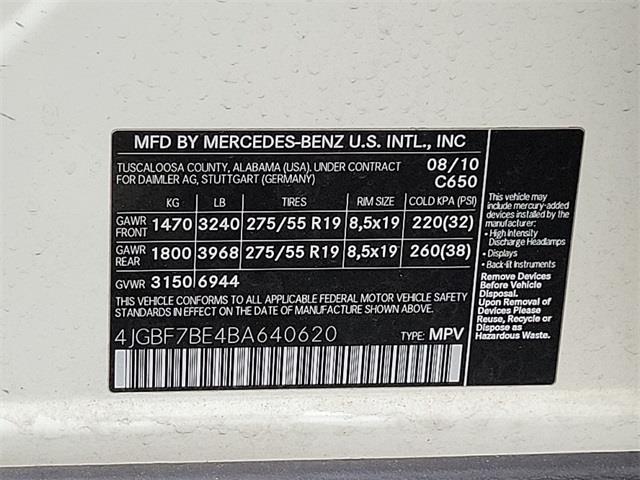 MFD BY MERCEDES-BENZ U.S. INTL., INC
TUSCALOOSA COUNTY, ALABAMA (USA). UNDER CONTRACT
FOR DAIMLER AG, STUTTGART (GERMANY)
08/10
C650
KG LB TIRES RIM SIZE COLD KPA (PSI)
GAWR FRONT 1470 3240 275/55 R19 8,5x19 220(32)
GAWR REAR 1800 3968 275/55 R19 8,5x19 260(38)
GVWR 3150 6944
THIS VEHICLE CONFORMS TO ALL APPLICABLE FEDERAL MOTOR VEHICLE SAFETY
STANDARDS IN EFFECT ON THE DATE OF MANUFACTURE SHOWN ABOVE.
4JGBF7BE4BA640620 TYPE: MPV
This vehicle may
include mercury-added
devices installed by the
manufacturer:
- High Intensity
Discharge Headlamps
- Displays
- Back-lit Instruments
Remove Devices
Before Vehicle
Disposal.
Upon Removal of
Devices Please
Reuse, Recycle or
Dispose as
Hazardous Waste.